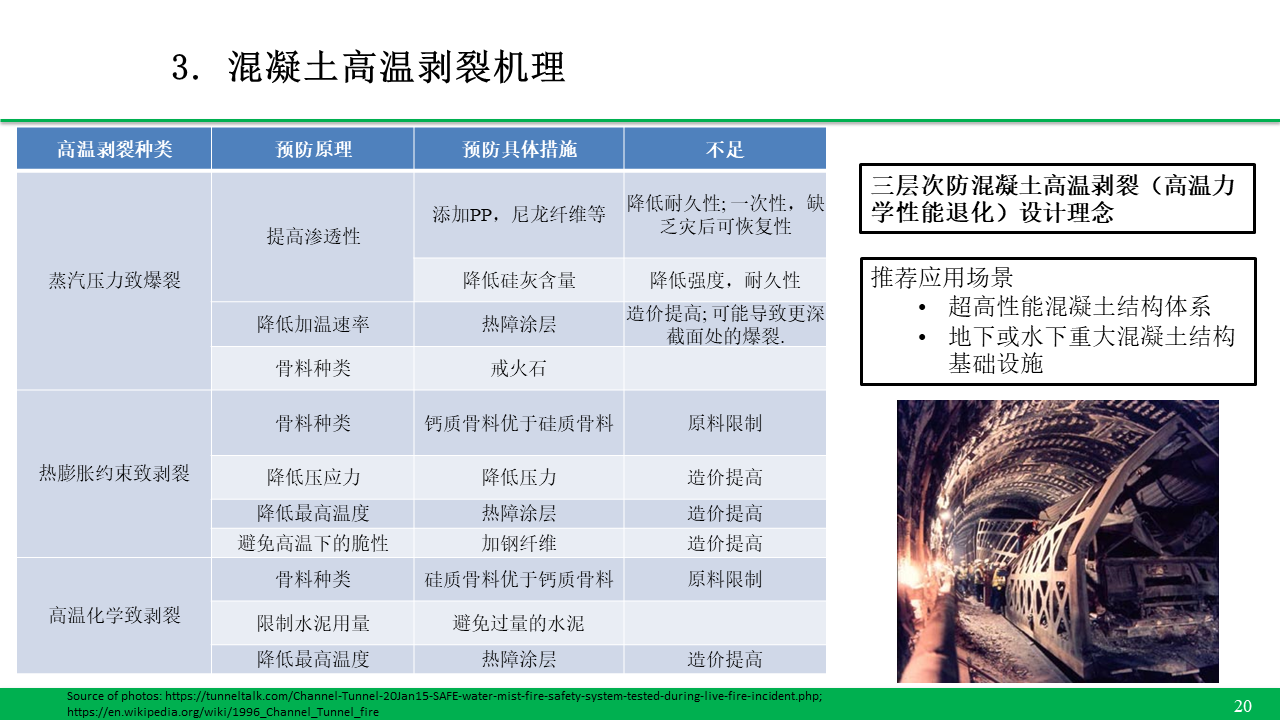 3. 混凝土高温剥裂机理
高温剥裂种类
预防原理
预防具体措施
不足
蒸汽压力致爆裂
提高渗透性
添加PP，尼龙纤维等
降低耐久性; 一次性，缺
乏灾后可恢复性
降低硅灰含量
降低强度，耐久性
降低加温速率
热障涂层
造价提高; 可能导致更深
截面处的爆裂.
骨料种类
戒火石
热膨胀约束致剥裂
骨料种类
钙质骨料优于硅质骨料
原料限制
降低压应力
降低压力
造价提高
降低最高温度
热障涂层
造价提高
避免高温下的脆性
加钢纤维
造价提高
高温化学致剥裂
骨料种类
硅质骨料优于钙质骨料
原料限制
限制水泥用量
避免过量的水泥
降低最高温度
热障涂层
造价提高
三层次防混凝土高温剥裂（高温力
学性能退化）设计理念
推荐应用场景
• 超高性能混凝土结构体系
• 地下或水下重大混凝土结构
基础设施
Source of photos: https://tunneltalk.com/Channel-Tunnel-20Jan15-SAFE-water-mist-fire-safety-system-tested-during-live-fire-incident.php;
https://en.wikipedia.org/wiki/1996_Channel_Tunnel_fire
20